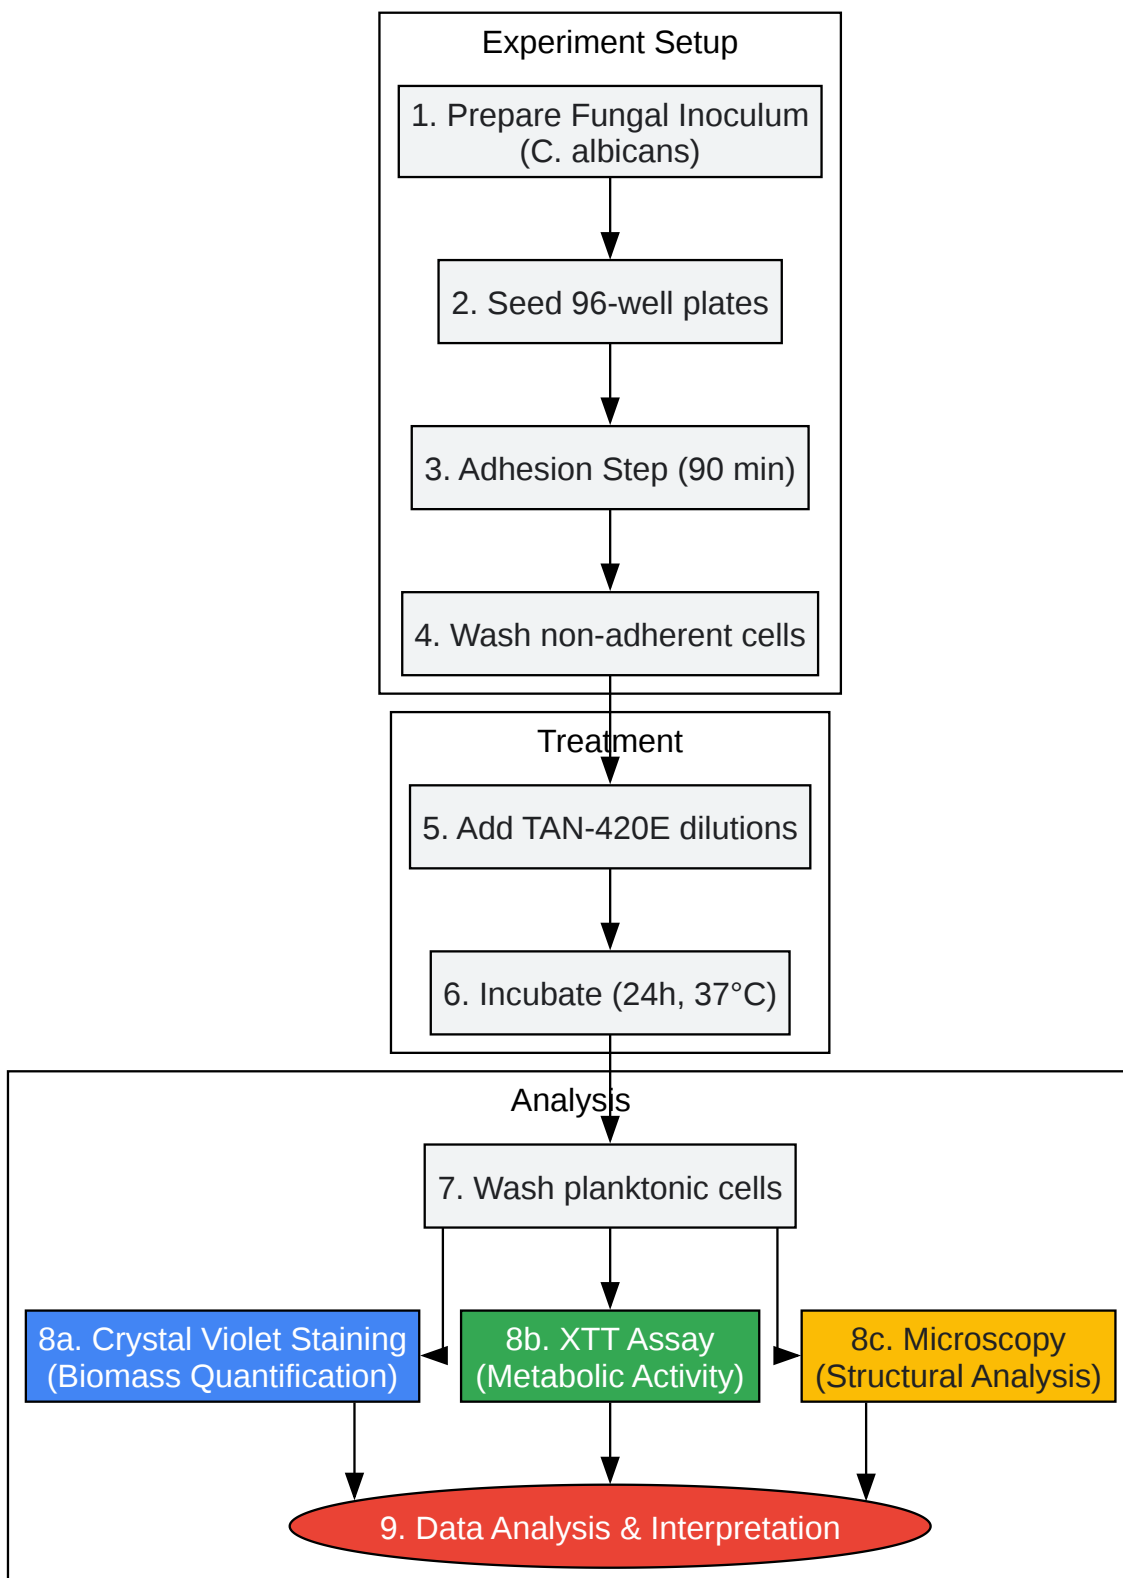 Experiment Setup
1. Prepare Fungal Inoculum
(C. albicans)
2. Seed 96-well plates
3. Adhesion Step (90 min)
4. Wash non-adherent cells
Treatment
5. Add TAN-420E dilutions
6. Incubate (24h, 37°C)
Analysis
7. Wash planktonic cells
8a. Crystal Violet Staining
(Biomass Quantification)
8b. XTT Assay
(Metabolic Activity)
8c. Microscopy
(Structural Analysis)
9. Data Analysis & Interpretation